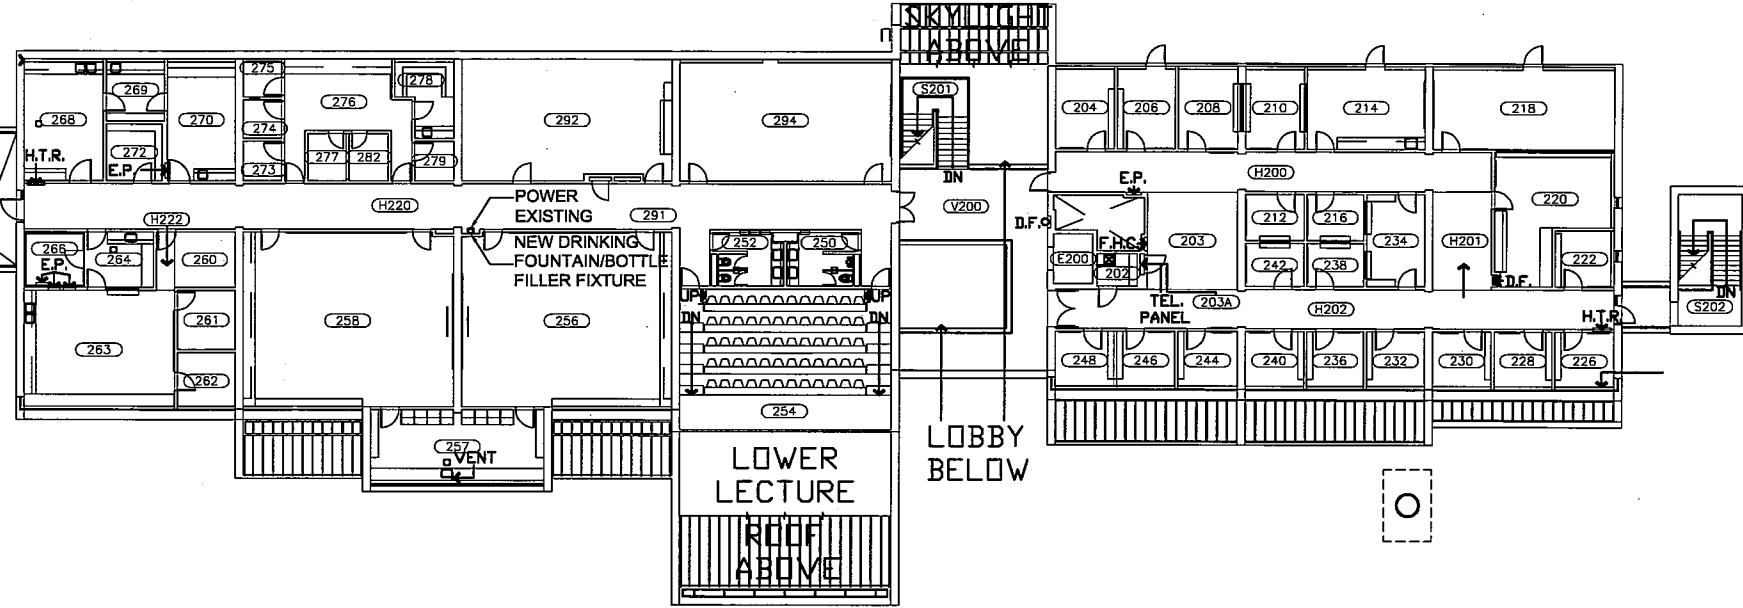 SKYLIGHT
ABOVE
275
278
S201
269
276
204
206
208
210
214
218
268
270
274
292
294
H.T.R.
272
277
282
279
273
E.P.
DN
H200
E.P.
POWER
EXISTING
H222
H220
291
V200
D.F.
212
216
220
NEW DRINKING
FOUNTAIN/BOTTLE
FILLER FIXTURE
266
264
260
252
250
F.H.C.
203
234
H201
E.P.
E200
202
242
238
222
D.F.
UP
UP
TEL.
PANEL
203A
H202
DN
S202
261
258
256
DN
DN
H.T.R.
263
262
248
246
244
240
236
232
230
228
226
254
257
VENT
LOWER
LECTURE
LOBBY
BELOW
ROOF
ABOVE